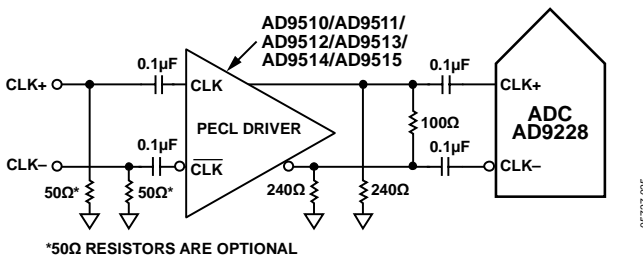 AD9510/AD9511/
AD9512/AD9513/
AD9514/AD9515
0.1µF
0.1µF
CLK+
CLK
CLK+
PECL DRIVER
100Ω
ADC
AD9228
0.1µF
0.1µF
CLK–
CLK
CLK–
50Ω*
50Ω*
240Ω
240Ω
*50Ω RESISTORS ARE OPTIONAL